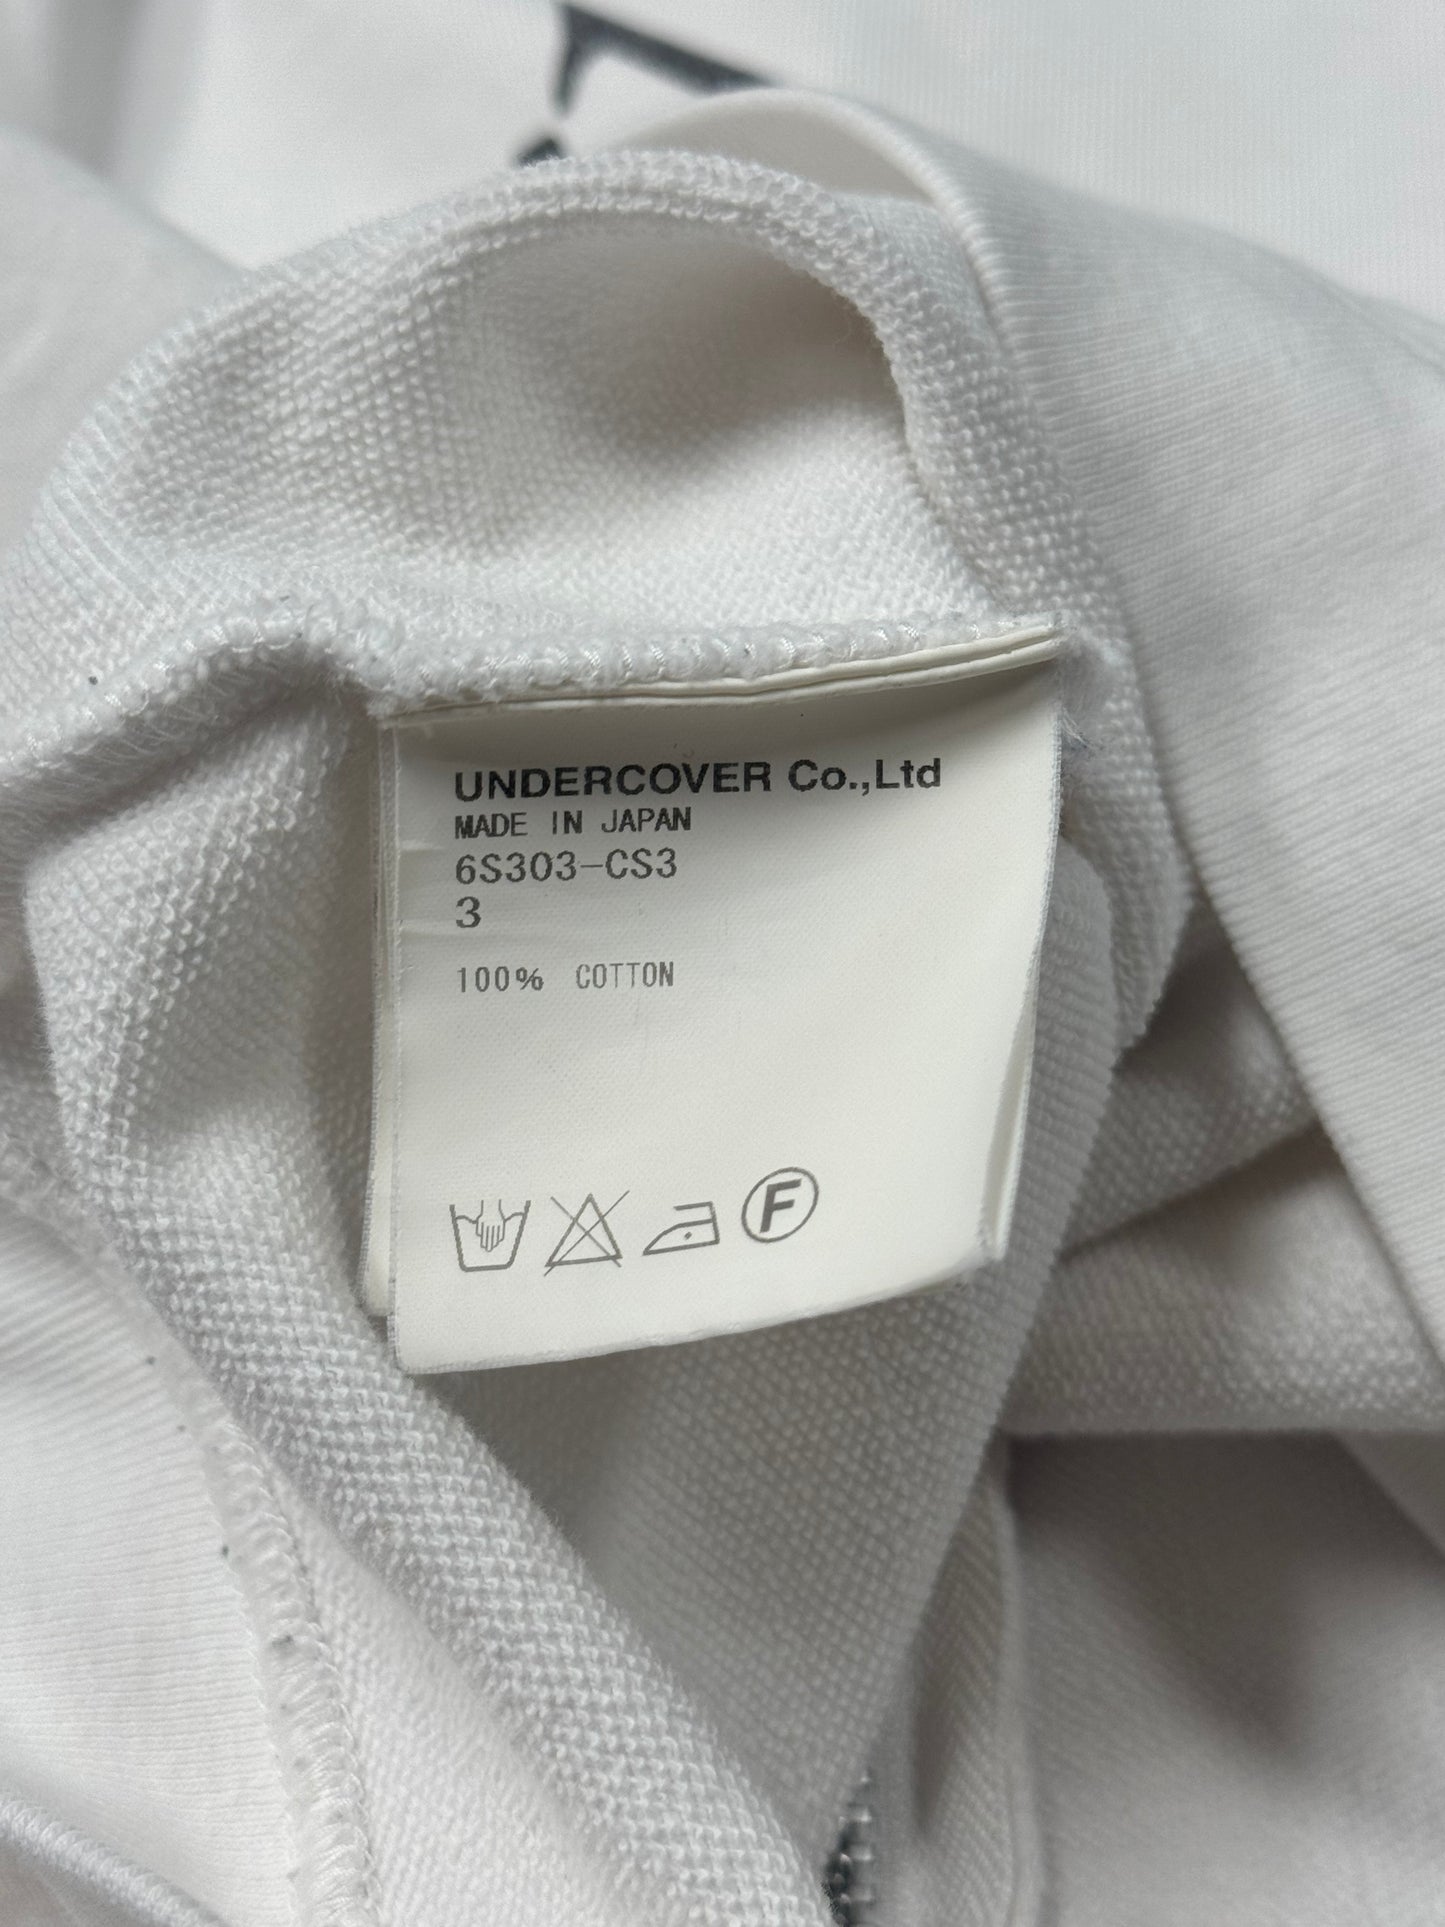 UNDERCOVER Co.,Ltd
MADE IN JAPAN
6S303-CS3
3
100% COTTON
F